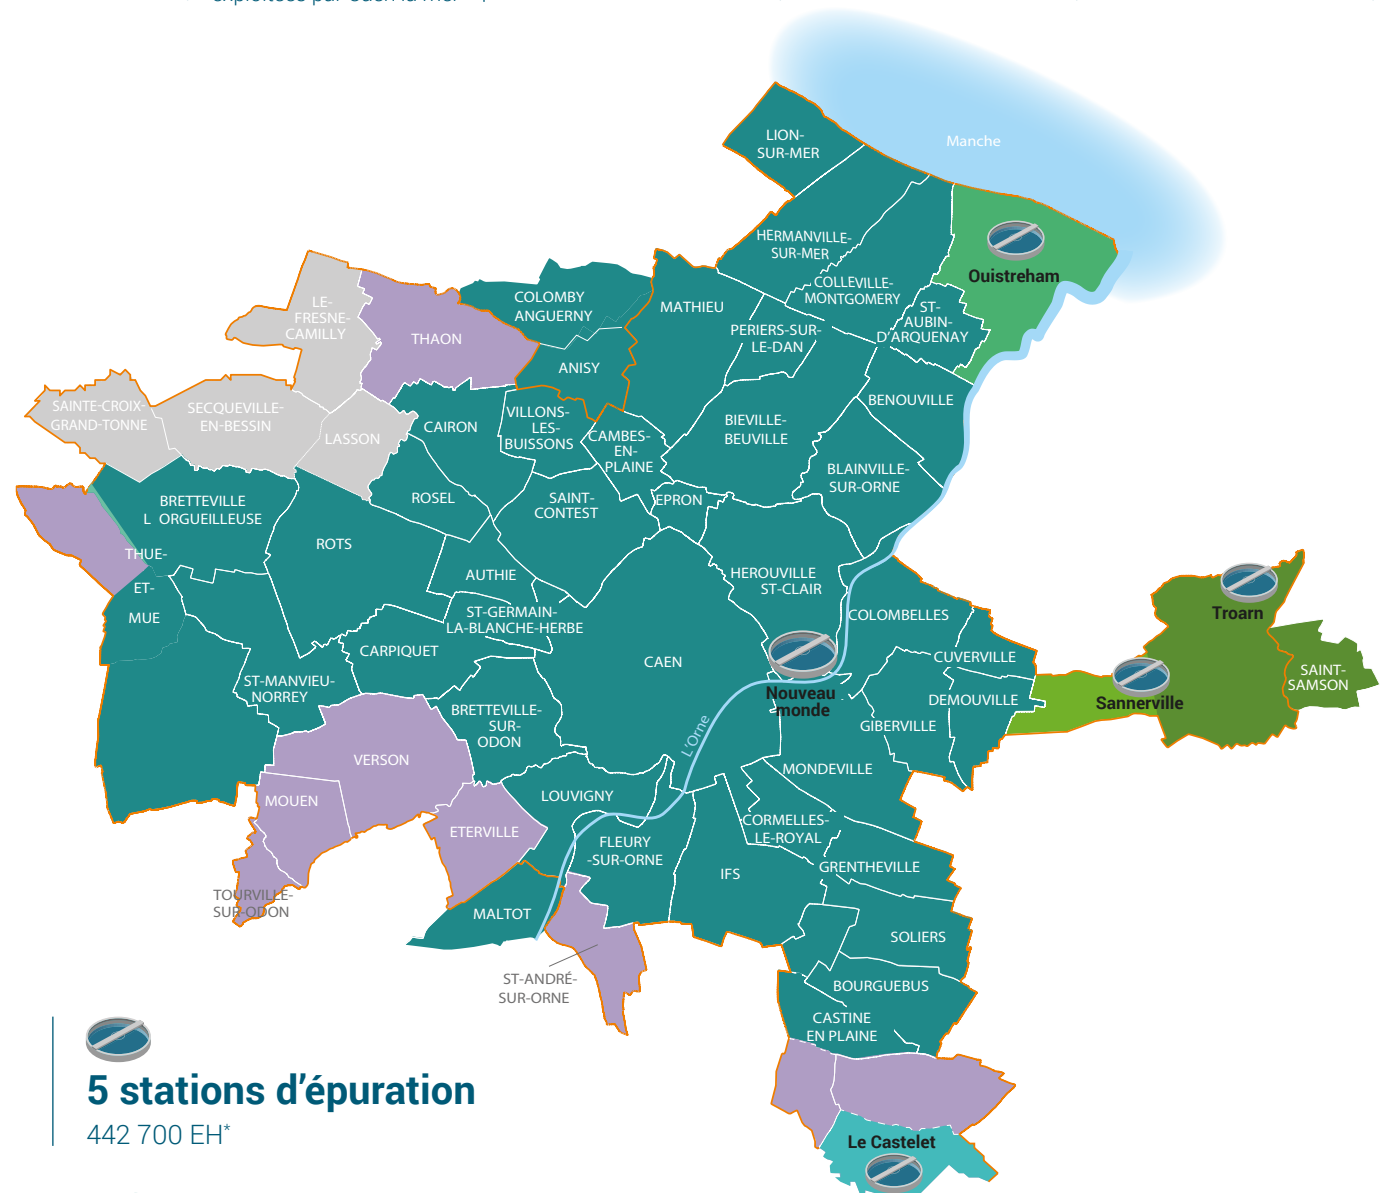 LION-
SUR-MER
Manche
HERMANVILLE-
SUR-MER
Ouistreham
COLLEVILLE-
MONTGOMERY
ST-
AUBIN-
D'ARQUENAY
LE-
FRESNE-
CAMILLY
THAON
COLOMBY
ANGUERNY
MATHIEU
PERIERS-SUR-
LE-DAN
ANISY
BENOUVILLE
SAINTE-CROIX-
GRAND-TONNE
SECQUEVILLE-
EN-BESSIN
LASSON
CAIRON
VILLONS-
LES-
BUISSONS
CAMBES-
EN-
PLAINE
BIEVILLE-
BEUVILLE
BLAINVILLE-
SUR-ORNE
BRETTEVILLE
L ORGUEILLEUSE
ROSEL
SAINT-
CONTEST
EPRON
ROTS
THUE-
ET-
MUE
AUTHIE
HEROUVILLE
ST-CLAIR
COLOMBELLES
Troarn
ST-GERMAIN-
LA-BLANCHE-HERBE
CARPIQUET
CAEN
CUVERVILLE
SAINT-
SAMSON
ST-MANVIEU-
NORREY
Nouveau
monde
DEMOUVILLE
Sannerville
BRETTEVILLE-
SUR-
ODON
L'Orne
GIBERVILLE
VERSON
MONDEVILLE
MOUEN
LOUVIGNY
ETERVILLE
FLEURY
-SUR-ORNE
CORMELLES-
LE-ROYAL
IFS
GRENTHEVILLE
TOURVILLE-
SUR-ODON
MALTOT
SOLIERS
ST-ANDRÉ-
SUR-ORNE
BOURGUEBUS
CASTINE
EN PLAINE
5 stations d'épuration
442 700 EH*
Le Castelet